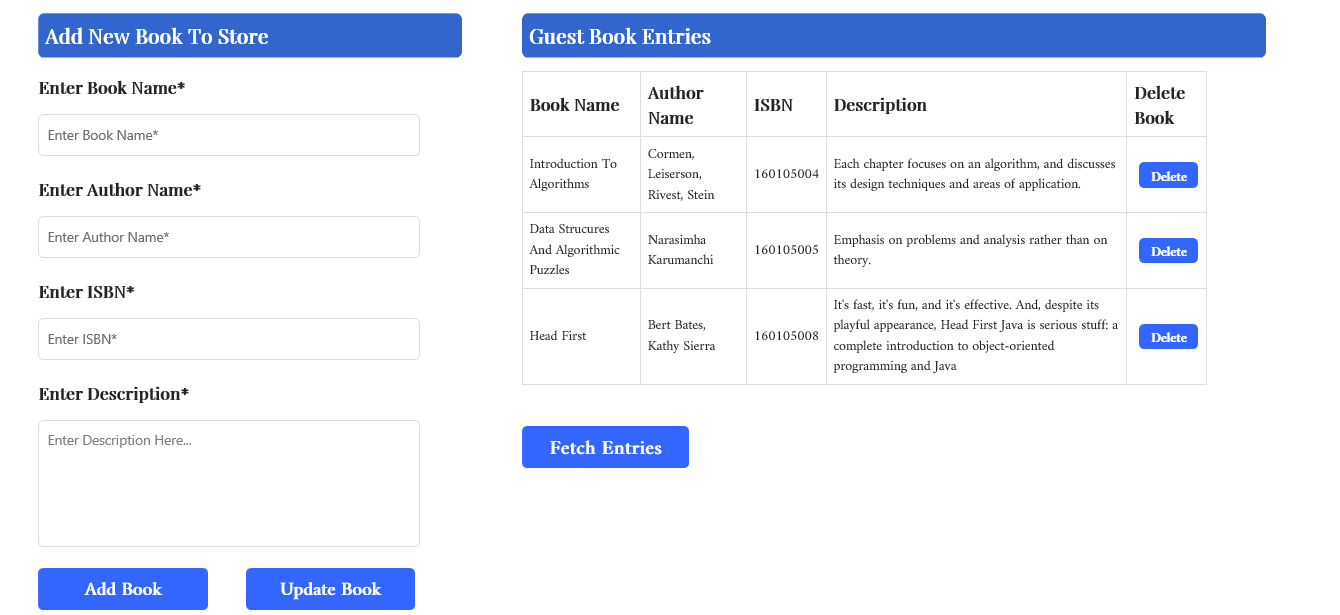 Add New Book To Store
Enter Book Name*
Enter Book Name*
Enter Author Name*
Enter Author Name*
Enter ISBN*
Enter ISBN*
Enter Description*
Enter Description Here...
Add Book
Update Book
Guest Book Entries
Book Name
Author
Name
ISBN
Description
Delete
Book
Introduction To
Algorithms
Cormen,
Leiserson,
Rivest, Stein
160105004
Each chapter focuses on an algorithm, and discusses
its design techniques and areas of application.
Delete
Data Strucures
And Algorithmic
Puzzles
Narasimha
Karumanchi
160105005
Emphasis on problems and analysis rather than on
theory.
Delete
Head First
Bert Bates,
Kathy Sierra
160105008
It's fast, it's fun, and it's effective. And, despite its
playful appearance, Head First Java is serious stuff: a
complete introduction to object-oriented
programming and Java
Delete
Fetch Entries